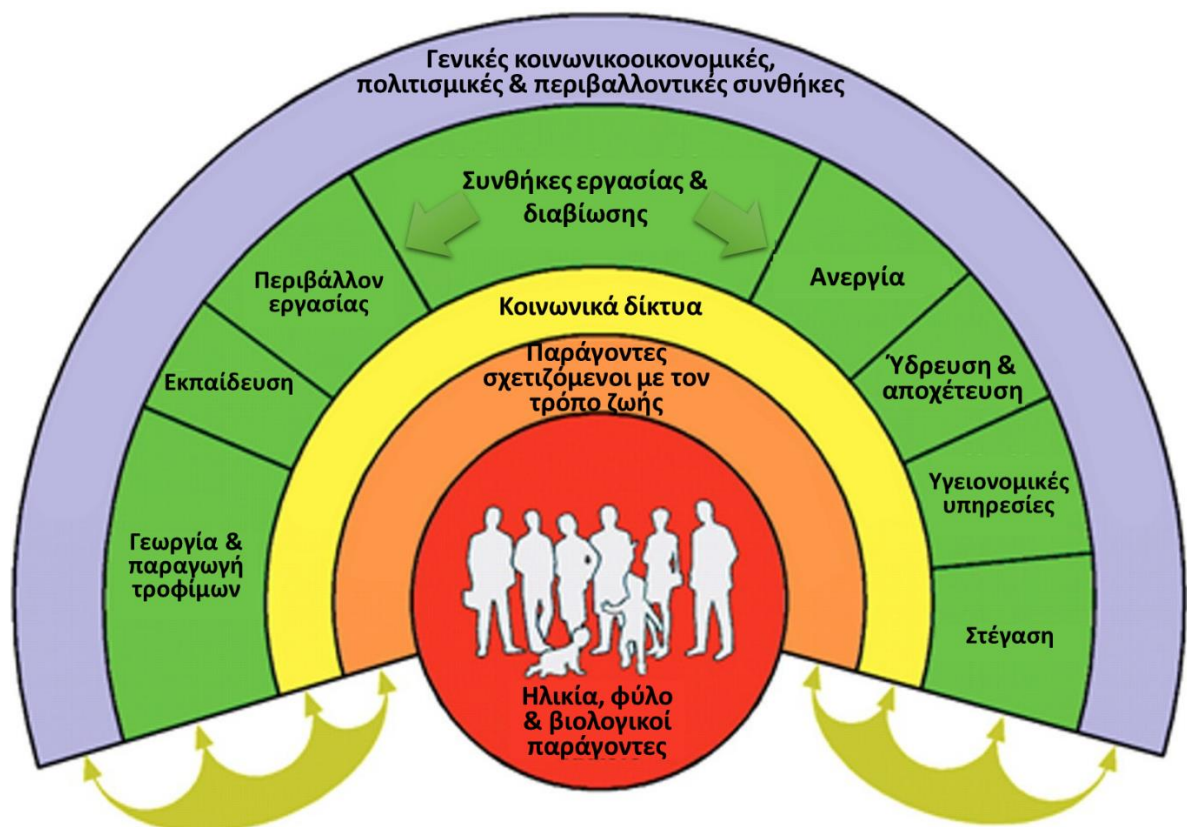 Γενικές κοινωνικοοικονομικές,
πολιτισμικές & περιβαλλοντικές συνθήκες
Συνθήκες εργασίας &
διαβίωσης
Περιβάλλον
εργασίας
Ανεργία
Κοινωνικά δίκτυα
Εκπαίδευση
Ύδρευση &
αποχέτευση
Παράγοντες
σχετιζόμενοι με τον
τρόπο ζωής
Γεωργία &
παραγωγή
τροφίμων
Υγειονομικές
υπηρεσίες
Στέγαση
Ηλικία, φύλο
& βιολογικοί
παράγοντες